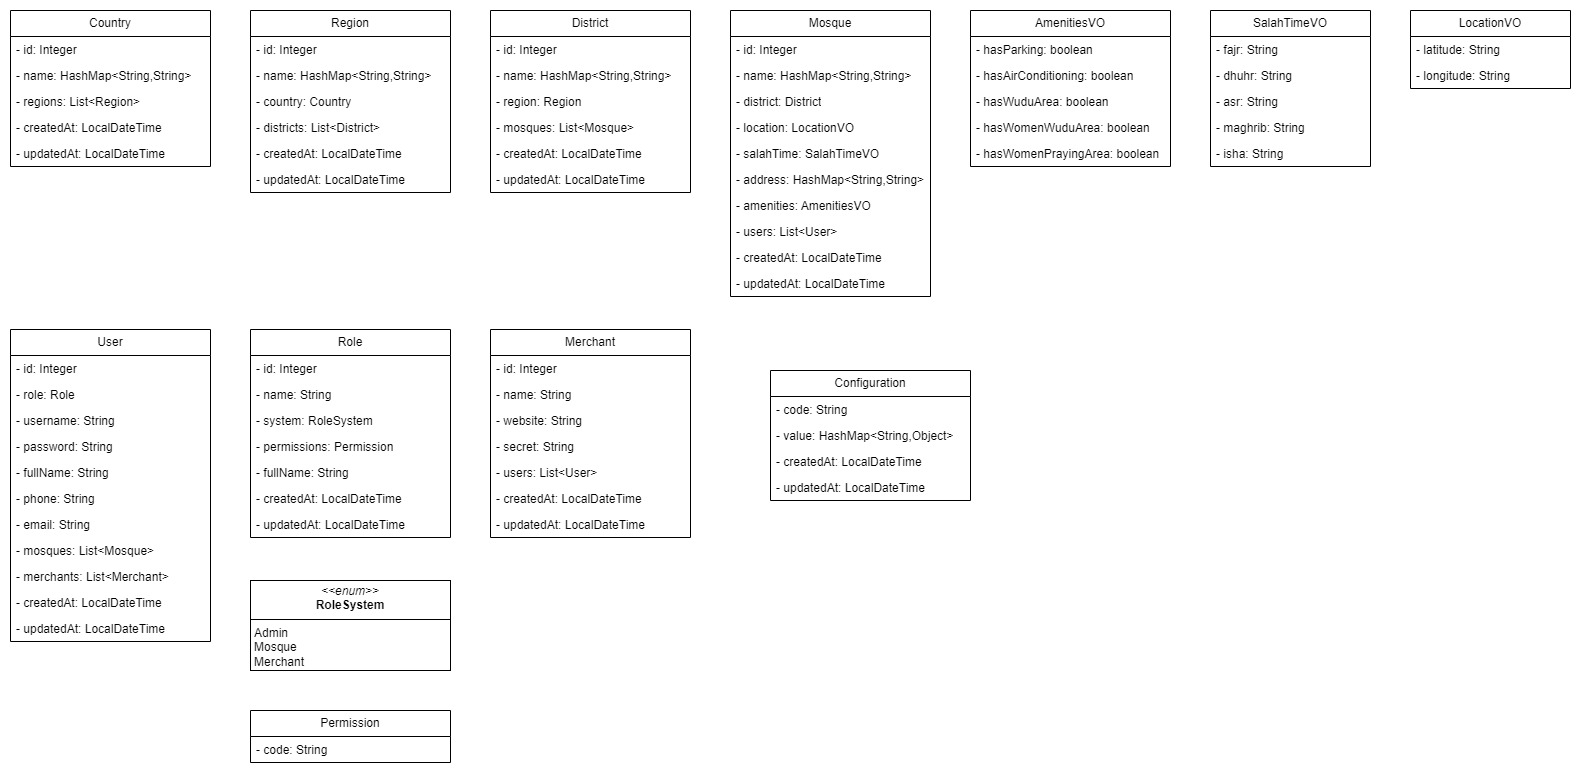 Country
- id: Integer
- name: HashMap<String,String>
- regions: List<Region>
- createdAt: LocalDateTime
- updatedAt: LocalDateTime
Region
- id: Integer
- name: HashMap<String,String>
- country: Country
- districts: List<District>
- createdAt: LocalDateTime
- updatedAt: LocalDateTime
District
- id: Integer
- name: HashMap<String,String>
- region: Region
- mosques: List<Mosque>
- createdAt: LocalDateTime
- updatedAt: LocalDateTime
Mosque
- id: Integer
- name: HashMap<String,String>
- district: District
- location: LocationVO
- salahTime: SalahTimeVO
- address: HashMap<String,String>
- amenities: AmenitiesVO
- users: List<User>
- createdAt: LocalDateTime
- updatedAt: LocalDateTime
AmenitiesVO
- hasParking: boolean
- hasAirConditioning: boolean
- hasWuduArea: boolean
- hasWomenWuduArea: boolean
- hasWomenPrayingArea: boolean
SalahTimeVO
- fajr: String
- dhuhr: String
- asr: String
- maghrib: String
- isha: String
LocationVO
- latitude: String
- longitude: String
User
- id: Integer
- role: Role
- username: String
- password: String
- fullName: String
- phone: String
- email: String
- mosques: List<Mosque>
- merchants: List<Merchant>
- createdAt: LocalDateTime
- updatedAt: LocalDateTime
Role
- id: Integer
- name: String
- system: RoleSystem
- permissions: Permission
- fullName: String
- createdAt: LocalDateTime
- updatedAt: LocalDateTime
Merchant
- id: Integer
- name: String
- website: String
- secret: String
- users: List<User>
- createdAt: LocalDateTime
- updatedAt: LocalDateTime
Configuration
- code: String
- value: HashMap<String,Object>
- createdAt: LocalDateTime
- updatedAt: LocalDateTime
<<enum>>
RoleSystem
Admin
Mosque
Merchant
Permission
- code: String